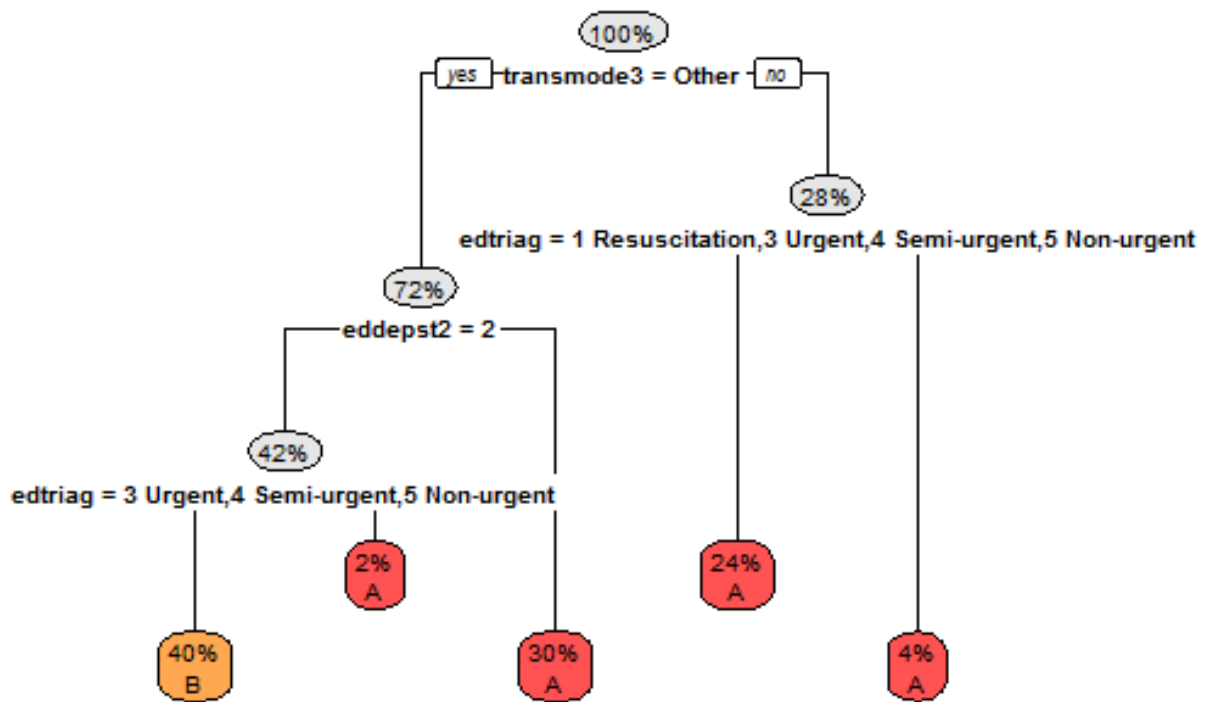 100%
yes transmode3 = Other no
28%
edtriag = 1 Resuscitation,3 Urgent,4 Semi-urgent,5 Non-urgent
72%
eddepst2 = 2
42%
edtriag = 3 Urgent,4 Semi-urgent,5 Non-urgent
2%
A
24%
A
40%
B
30%
A
4%
A